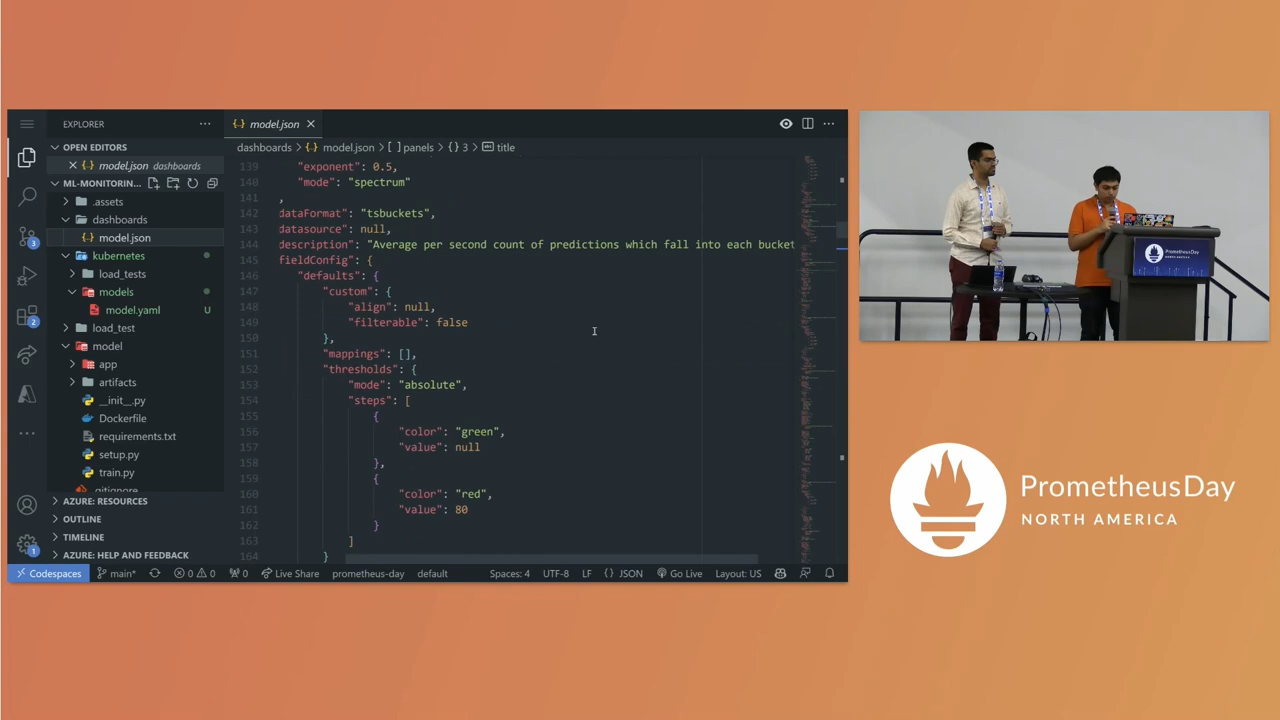 EXPLORER
OPEN EDITORS
model.json dashboards
ML-MONITORIN...
.assets
dashboards
model.json
kubernetes
load_tests
models
model.yaml
U
load_test
model
app
artifacts
__init__.py
Dockerfile
requirements.txt
setup.py
train.py
.gitignore
AZURE: RESOURCES
OUTLINE
TIMELINE
AZURE: HELP AND FEEDBACK
3
2
1
model.json
dashboards > model.json > [ ] panels > {} 3 > title
139 "exponent": 0.5,
140 "mode": "spectrum"
141 ,
142 dataFormat": "tsbuckets",
143 datasource": null,
144 description": "Average per second count of predictions which fall into each bucket
145 fieldConfig": {
146 "defaults": {
147 "custom": {
148 "align": null,
149 "filterable": false
150 },
151 "mappings": [],
152 "thresholds": {
153 "mode": "absolute",
154 "steps": [
155 {
156 "color": "green",
157 "value": null
158 },
159 {
160 "color": "red",
161 "value": 80
162 }
163 ]
164 }
Codespaces main* 0 0 0 Live Share prometheus-day default Spaces: 4 UTF-8 LF {} JSON Go Live Layout: US
PrometheusDay
NORTH AMERICA
PrometheusDay
NORTH AMERICA